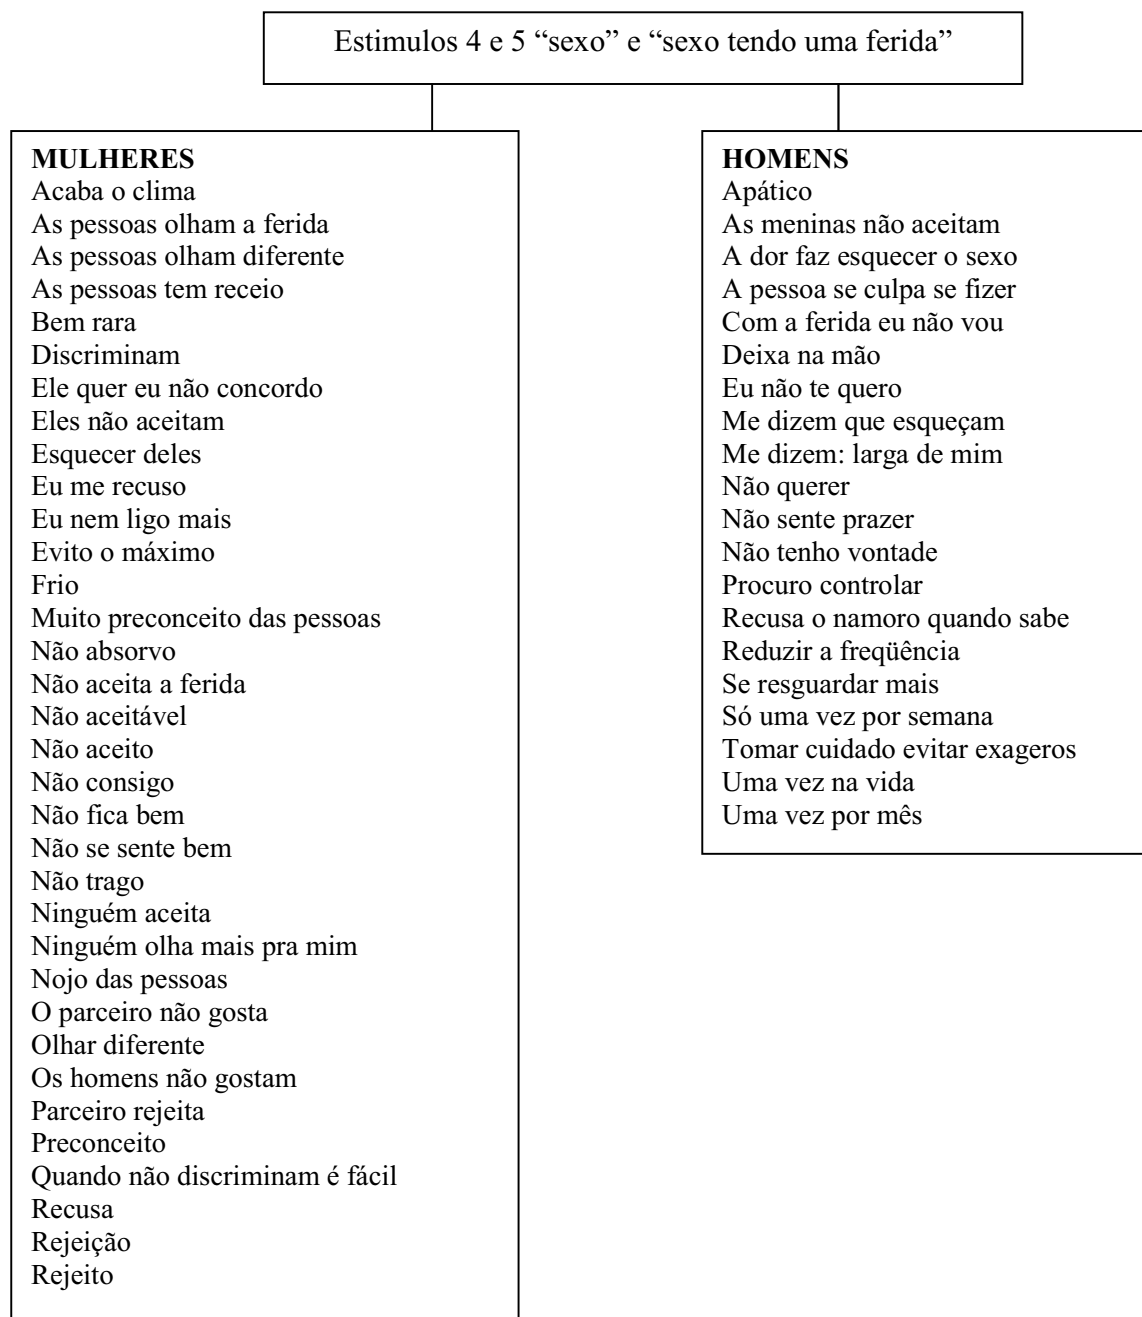 Estimulos 4 e 5 “sexo” e “sexo tendo uma ferida”
MULHERES
Acaba o clima
As pessoas olham a ferida
As pessoas olham diferente
As pessoas tem receio
Bem rara
Discriminam
Ele quer eu não concordo
Eles não aceitam
Esquecer deles
Eu me recuso
Eu nem ligo mais
Evito o máximo
Frio
Muito preconceito das pessoas
Não absorvo
Não aceita a ferida
Não aceitável
Não aceito
Não consigo
Não fica bem
Não se sente bem
Não trago
Ninguém aceita
Ninguém olha mais pra mim
Nojo das pessoas
O parceiro não gosta
Olhar diferente
Os homens não gostam
Parceiro rejeita
Preconceito
Quando não discriminam é fácil
Recusa
Rejeição
Rejeito
HOMENS
Apático
As meninas não aceitam
A dor faz esquecer o sexo
A pessoa se culpa se fizer
Com a ferida eu não vou
Deixa na mão
Eu não te quero
Me dizem que esqueçam
Me dizem: larga de mim
Não querer
Não sente prazer
Não tenho vontade
Procuro controlar
Recusa o namoro quando sabe
Reduzir a freqüência
Se resguardar mais
Só uma vez por semana
Tomar cuidado evitar exageros
Uma vez na vida
Uma vez por mês